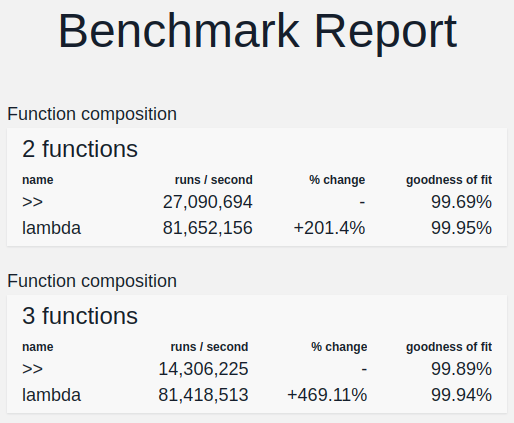 Benchmark Report
Function composition
2 functions
name runs / second % change goodness of fit
>> 27,090,694 - 99.69%
lambda 81,652,156 +201.4% 99.95%
Function composition
3 functions
name runs / second % change goodness of fit
>> 14,306,225 - 99.89%
lambda 81,418,513 +469.11% 99.94%